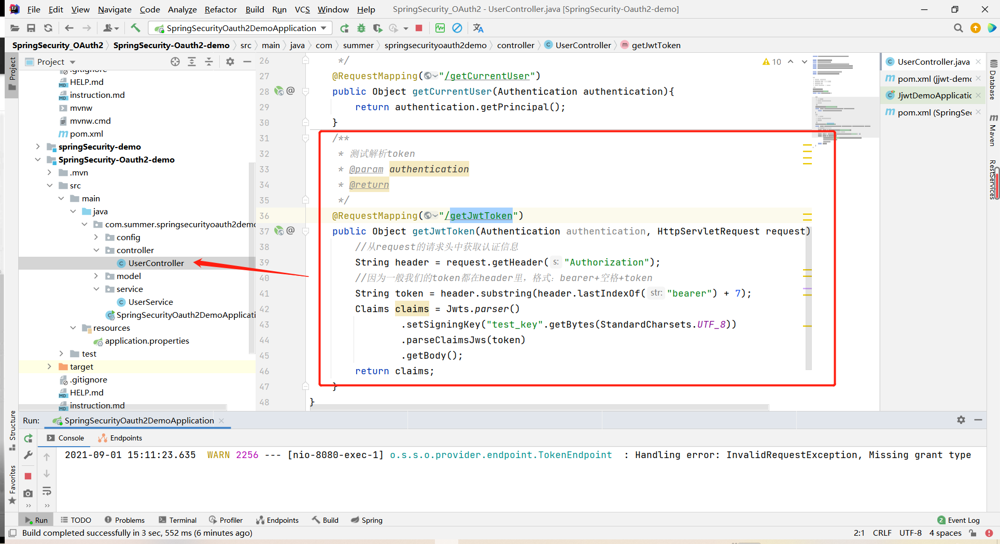 File Edit View Navigate Code Analyze Refactor Build Run VCS Window Help SpringSecurity_OAuth2 - UserController.java [SpringSecurity-Oauth2-demo]
SpringSecurityOauth2DemoApplication
SpringSecurity_OAuth2 SpringSecurity-Oauth2-demo src main java com summer springsecurityoauth2demo controller UserController getJwtToken
Project
Project
.gitignore
HELP.md
instruction.md
mvnw
mvnw.cmd
pom.xml
springSecurity-demo
SpringSecurity-Oauth2-demo
.mvn
src
main
java
com.summer.springsecurityoauth2demo
config
controller
UserController
model
service
UserService
SpringSecurityOauth2DemoApplicati
resources
application.properties
test
target
.gitignore
HELP.md
instruction.md
26 */
27 @RequestMapping("/getCurrentUser")
28 public Object getCurrentUser(Authentication authentication){
29 return authentication.getPrincipal();
30 }
31 /**
32 * 测试解析token
33 * @param authentication
34 * @return
35 */
36 @RequestMapping("/getJwtToken")
37 public Object getJwtToken(Authentication authentication, HttpServletRequest request)
38 //从request的请求头中获取认证信息
39 String header = request.getHeader( s: "Authorization");
40 //因为一般我们的token都在header里，格式：bearer+空格+token
41 String token = header.substring(header.lastIndexOf( str: "bearer") + 7);
42 Claims claims = Jwts.parser()
43 .setSigningKey("test_key".getBytes(StandardCharsets.UTF_8))
44 .parseClaimsJws(token)
45 .getBody();
46 return claims;
47 }
48 }
10
UserController.java
pom.xml (jjwt-demo
JjwtDemoApplicatic
pom.xml (SpringSec
Database
Maven
RestServices
Structure
Favorites
Run: SpringSecurityOauth2DemoApplication
Console Endpoints
2021-09-01 15:11:23.635 WARN 2256 --- [nio-8080-exec-1] o.s.s.o.provider.endpoint.TokenEndpoint : Handling error: InvalidRequestException, Missing grant type
Run TODO Problems Terminal Profiler Endpoints Build Spring 2 Event Log
Build completed successfully in 3 sec, 552 ms (6 minutes ago) 2:1 CRLF UTF-8 4 spaces